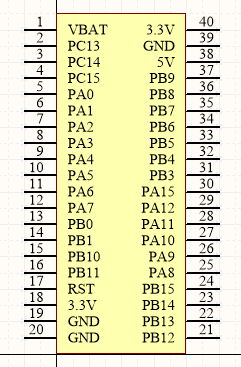 1 VBAT 3.3V 40
2 PC13 GND 39
3 PC14 5V 38
4 PC15 PB9 37
5 PA0 PB8 36
6 PA1 PB7 35
7 PA2 PB6 34
8 PA3 PB5 33
9 PA4 PB4 32
10 PA5 PB3 31
11 PA6 PA15 30
12 PA7 PA12 29
13 PB0 PA11 28
14 PB1 PA10 27
15 PB10 PA9 26
16 PB11 PA8 25
17 RST PB15 24
18 3.3V PB14 23
19 GND PB13 22
20 GND PB12 21